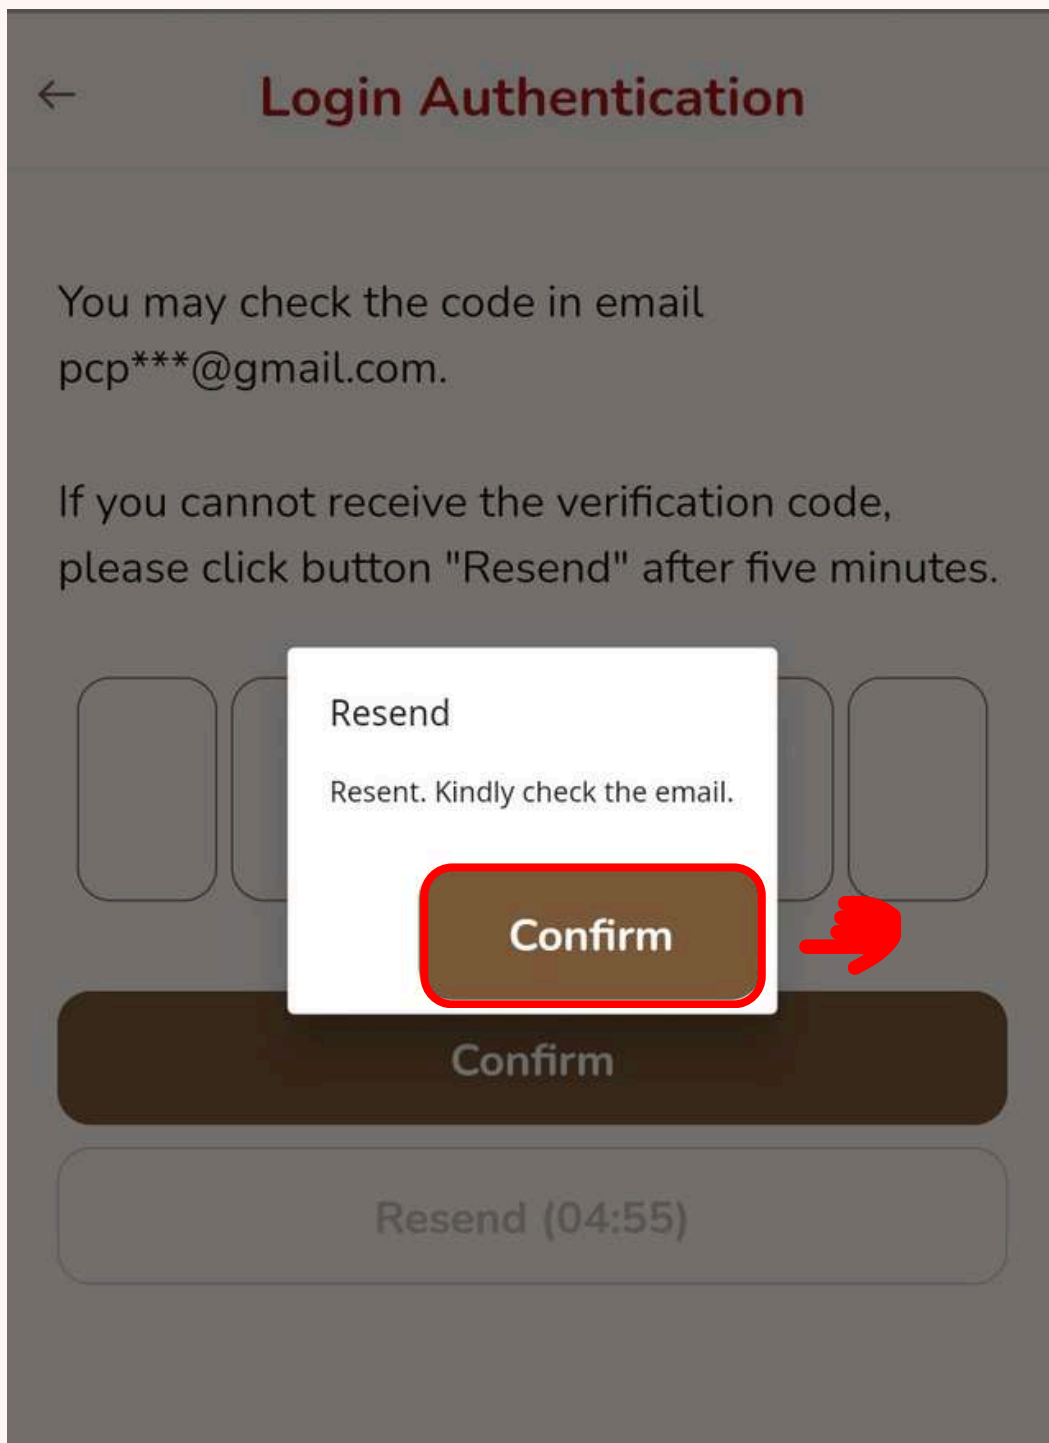 Login Authentication
You may check the code in email
pcp***@gmail.com.
If you cannot receive the verification code,
please click button "Resend" after five minutes.
Resend
Resent. Kindly check the email.
Confirm
Confirm
Resend (04:55)